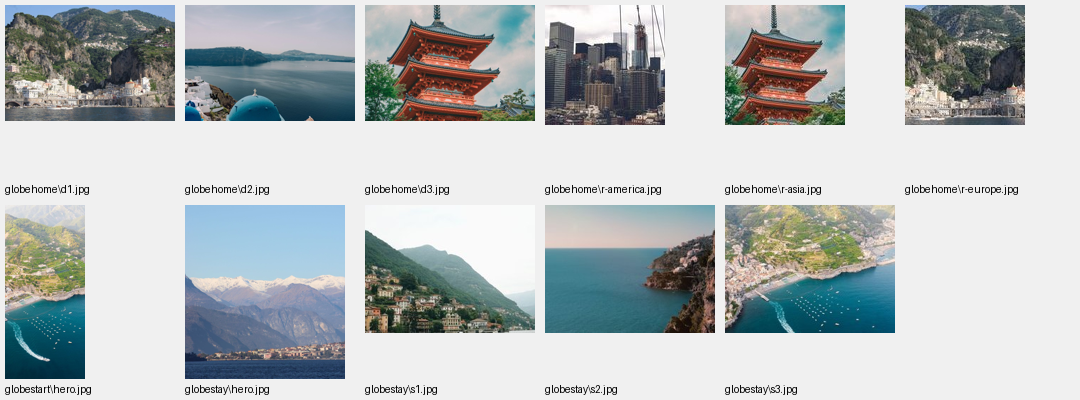 globehome\d1.jpg
globehome\d2.jpg
globehome\d3.jpg
globehome\r-america.jpg
globehome\r-asia.jpg
globehome\r-europe.jpg
globestart\hero.jpg
globestay\hero.jpg
globestay\s1.jpg
globestay\s2.jpg
globestay\s3.jpg